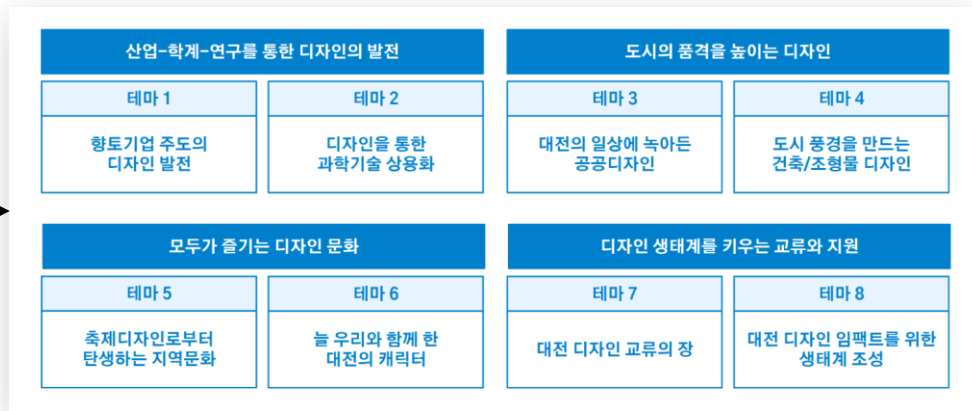 산업-학계-연구를 통한 디자인의 발전
테마 1
향토기업 주도의
디자인 발전
테마 2
디자인을 통한
과학기술 상용화
도시의 품격을 높이는 디자인
테마 3
대전의 일상에 녹아든
공공디자인
테마 4
도시 풍경을 만드는
건축/조형물 디자인
모두가 즐기는 디자인 문화
테마 5
축제디자인로부터
탄생하는 지역문화
테마 6
늘 우리와 함께 한
대전의 캐릭터
디자인 생태계를 키우는 교류와 지원
테마 7
대전 디자인 교류의 장
테마 8
대전 디자인 임팩트를 위한
생태계 조성